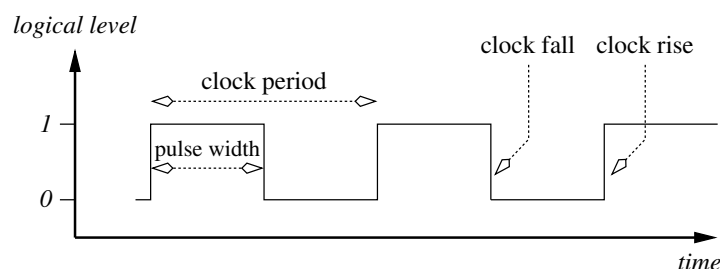 logical level
clock fall
clock rise
clock period
1
pulse width
0
time